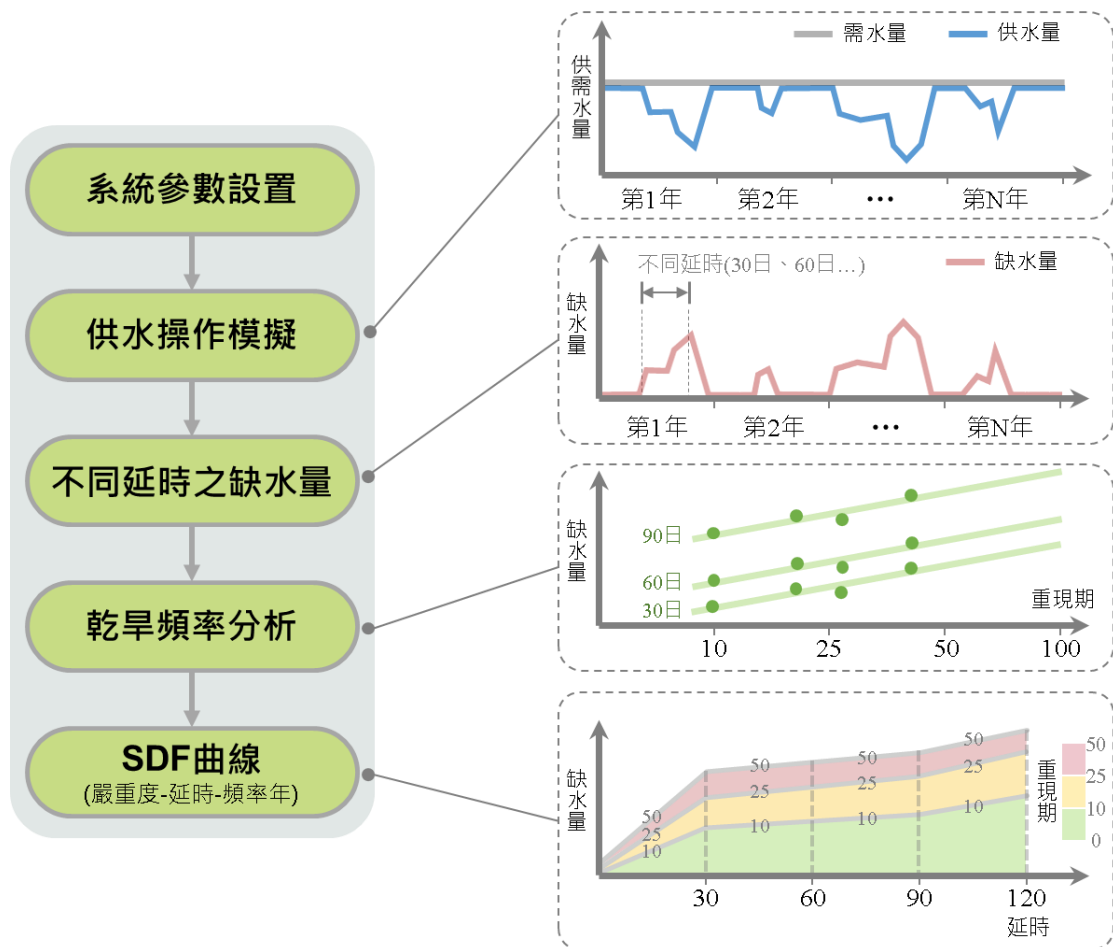 系統參數設置
供水操作模擬
不同延時之缺水量
乾旱頻率分析
SDF曲線
(嚴重度-延時-頻率年)
需水量
供水量
供需水量
第1年
第2年
...
第N年
不同延時(30日、60日...)
缺水量
缺水量
第1年
第2年
...
第N年
缺水量
90日
60日
30日
重現期
10
25
50
100
缺水量
50
25
10
50
25
10
50
25
10
50
25
10
重現期
50
25
10
0
30
60
90
120
延時